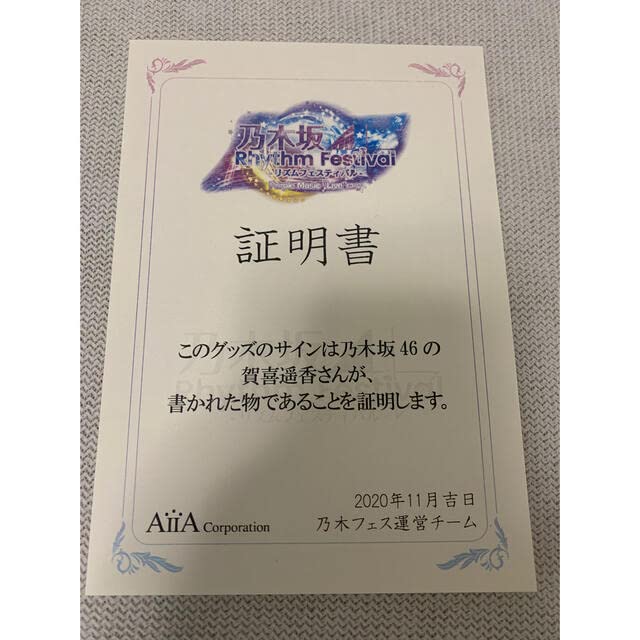 乃木坂
Rhythm Festival
リズムフェスティバル
証明書
このグッズのサインは乃木坂46の
賀喜遥香さんが、
書かれた物であることを証明します。
2020年11月吉日
AiiA Corporation
乃木フェス運営チーム